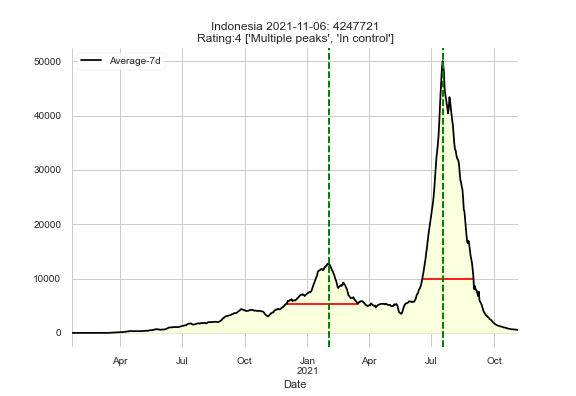 Indonesia 2021-11-06: 4247721
Rating:4 ['Multiple peaks', 'In control']
Average-7d
50000
40000
30000
20000
10000
0
Apr Jul Oct Jan Apr Jul Oct
2021
Date